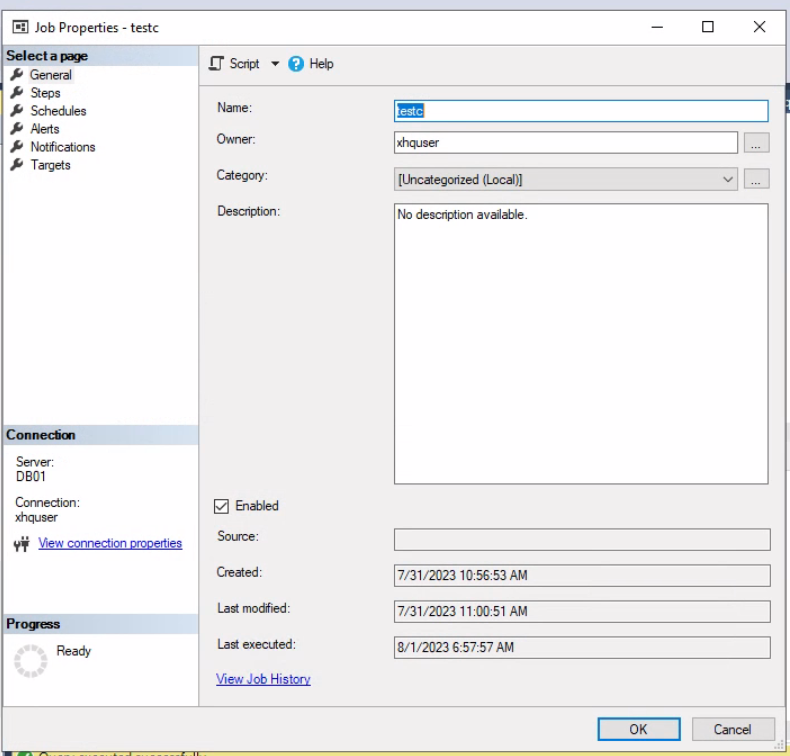 Job Properties - testc
Select a page
General
Steps
Schedules
Alerts
Notifications
Targets
Script
Help
Name:
testc
Owner:
xhquser
...
Category:
[Uncategorized (Local)]
...
Description:
No description available.
Connection
Server:
DB01
Connection:
xhquser
View connection properties
Progress
Ready
Enabled
Source:
Created:
7/31/2023 10:56:53 AM
Last modified:
7/31/2023 11:00:51 AM
Last executed:
8/1/2023 6:57:57 AM
View Job History
OK
Cancel
Query executed successfully